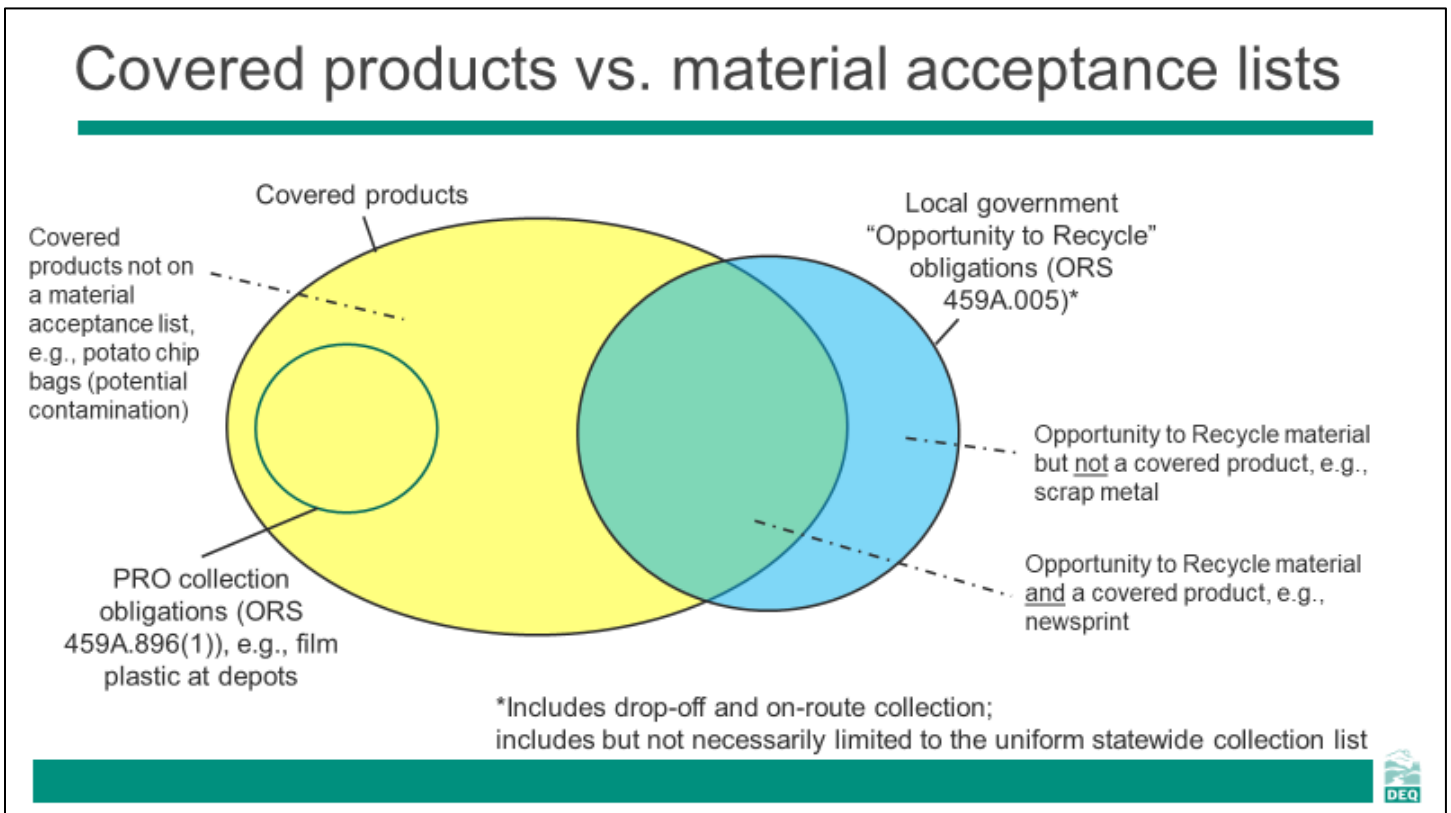 Covered products vs. material acceptance lists
Covered products
Covered
products not on
a material
acceptance list,
e.g., potato chip
bags (potential
contamination)
Local government
“Opportunity to Recycle”
obligations (ORS
459A.005)*
Opportunity to Recycle material
but not a covered product, e.g.,
scrap metal
Opportunity to Recycle material
and a covered product, e.g.,
newsprint
PRO collection
obligations (ORS
459A.896(1)), e.g., film
plastic at depots
*Includes drop-off and on-route collection;
includes but not necessarily limited to the uniform statewide collection list
DEQ